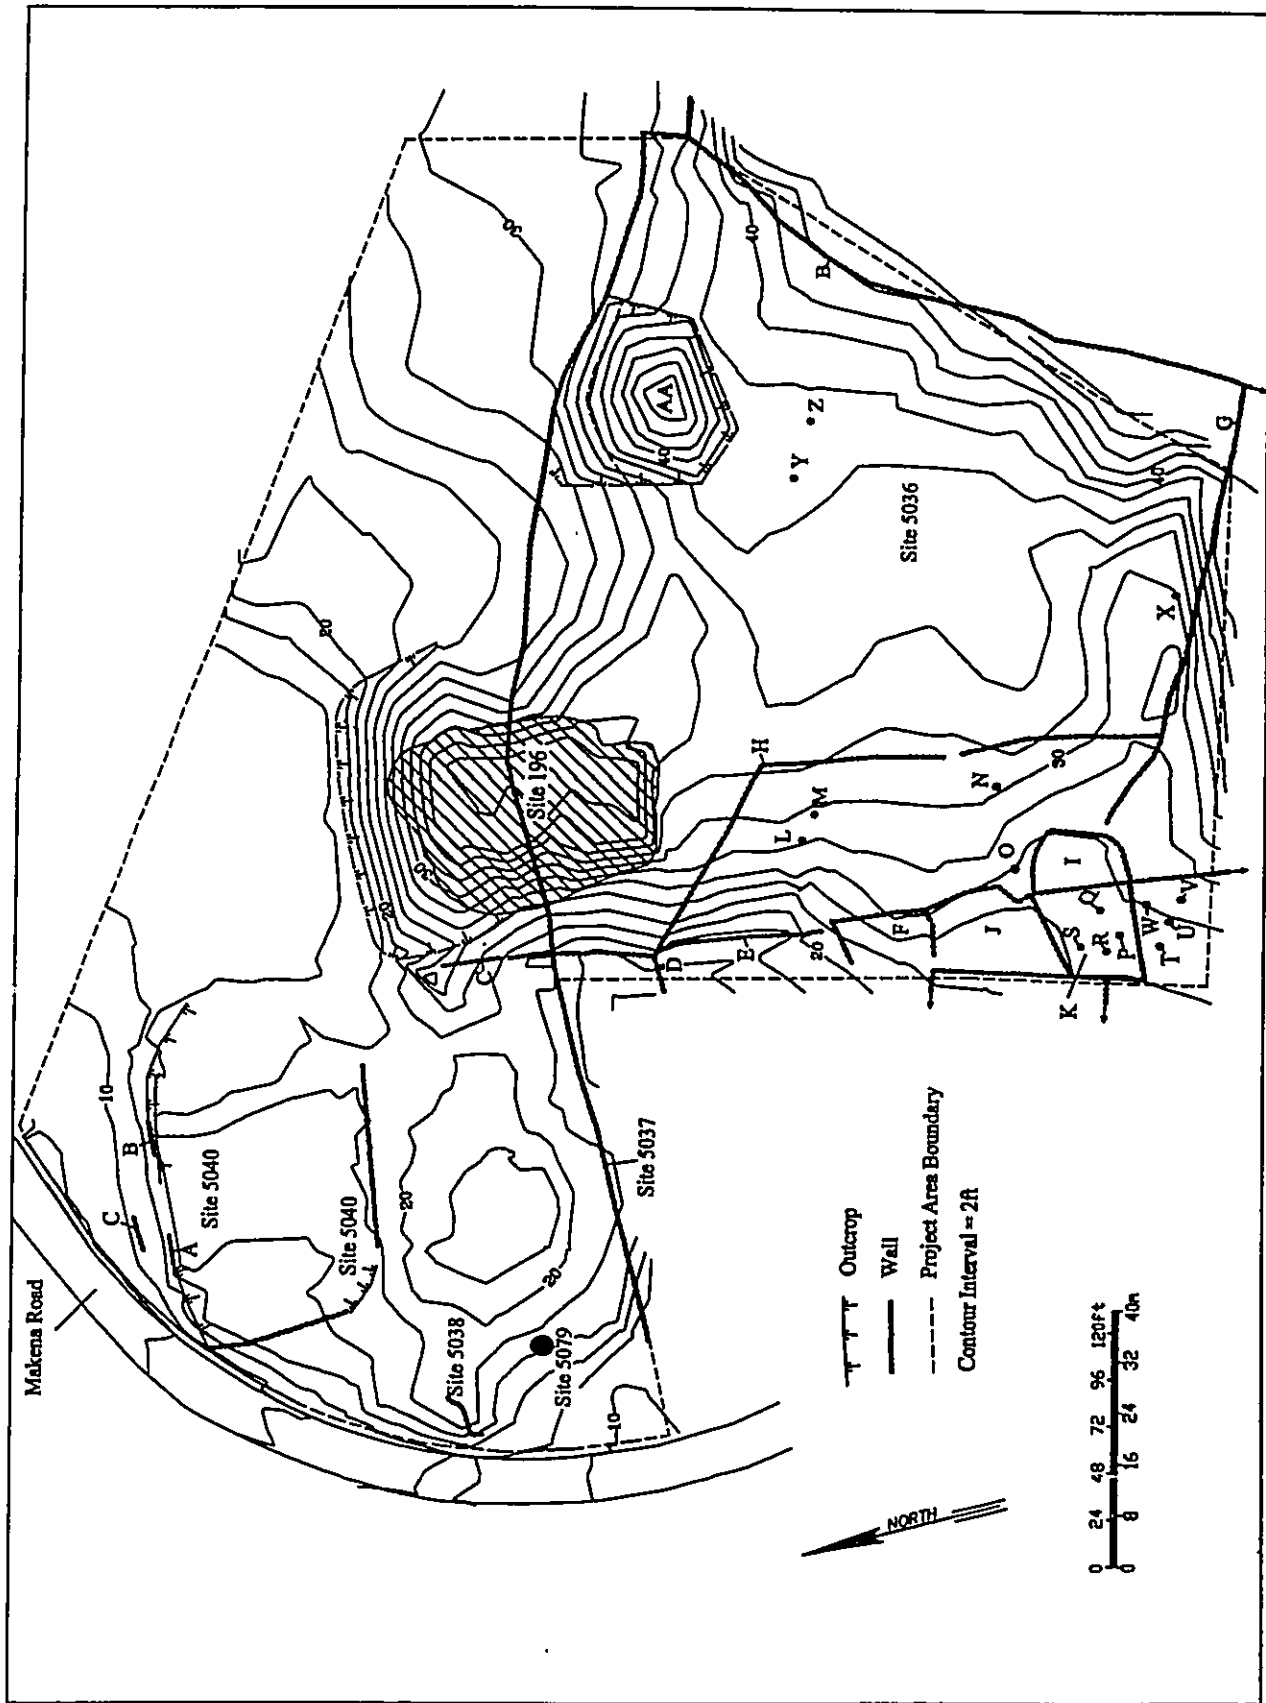 Makena Road
10
B
C
Site 5040
A
Site 5040
20
20
Site 5038
Site 5079
10
Site 5037
20
30
20
Site 196
C
D
E
20
F
H
L
M
N
30
O
I
J
K
S
Q
R
P
W
T
U
V
X
G
Site 5036
Y
Z
AA
40
40
B
40
30
Outcrop
Wall
Project Area Boundary
Contour Interval = 2ft
0 24 48 72 96 120ft
0 8 16 24 32 40m
NORTH